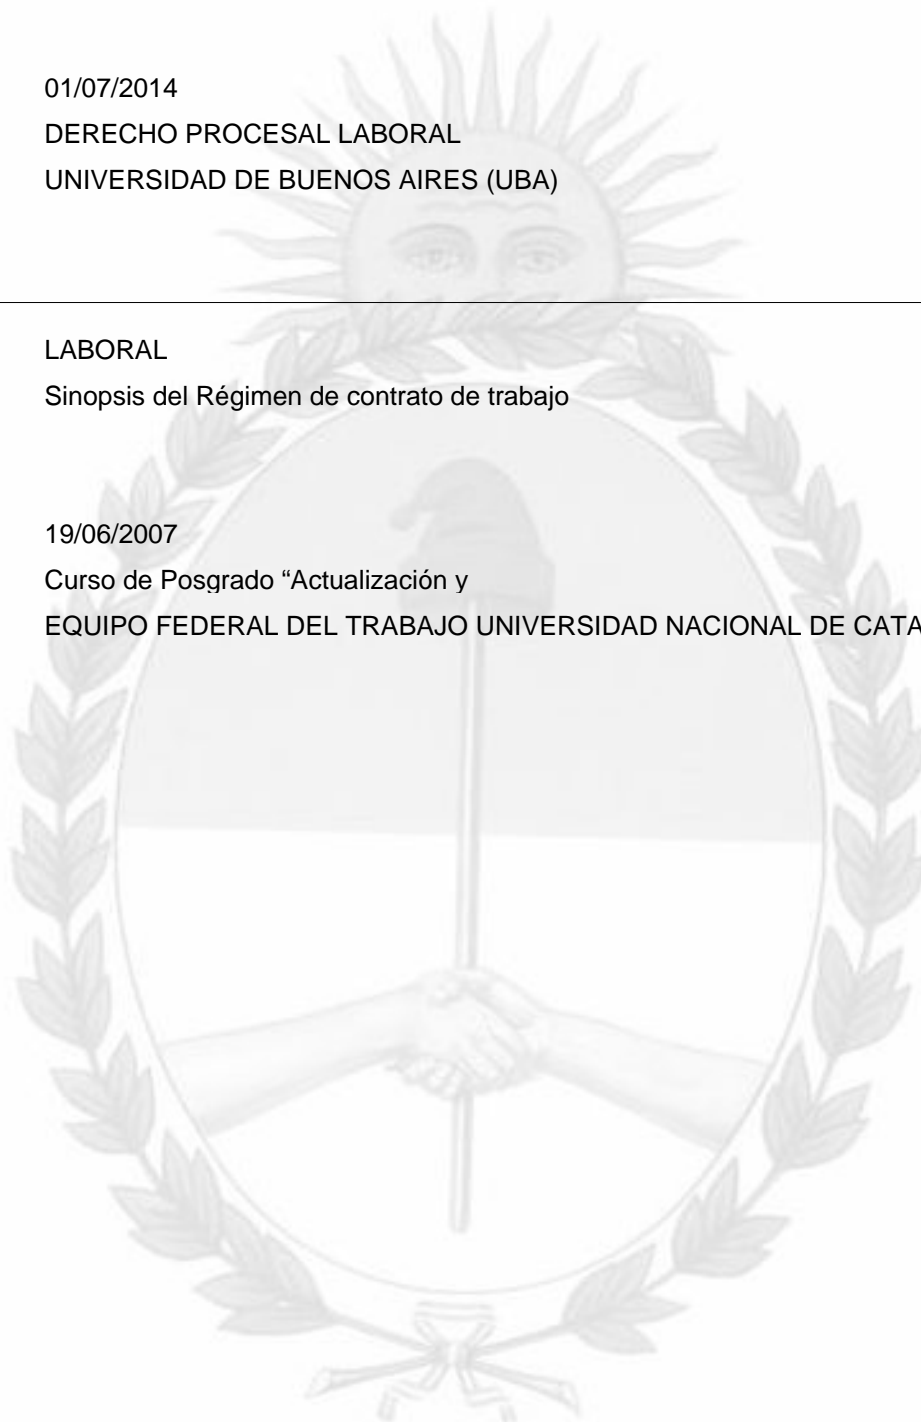 01/07/2014
DERECHO PROCESAL LABORAL
UNIVERSIDAD DE BUENOS AIRES (UBA)
LABORAL
Sinopsis del Régimen de contrato de trabajo
19/06/2007
Curso de Posgrado “Actualización y
EQUIPO FEDERAL DEL TRABAJO UNIVERSIDAD NACIONAL DE CATA